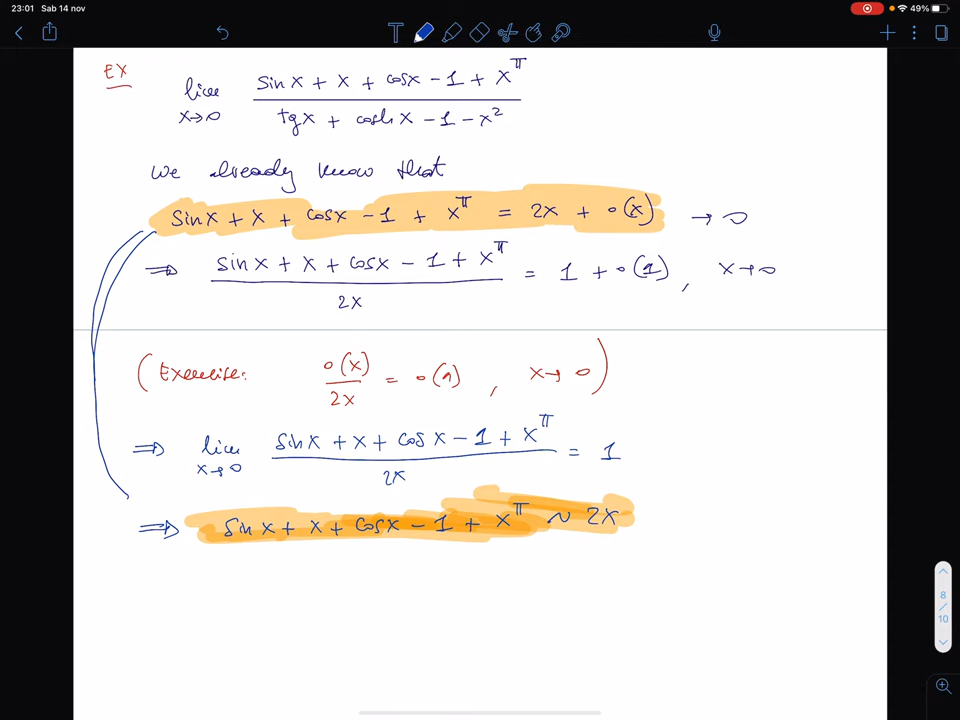 23:01 Sab 14 nov 49%
EX
lim x→0 (sin x + x + cos x − 1 + x^π) / (tg x + cosh x − 1 − x²)
We already know that
sin x + x + cos x − 1 + x^π = 2x + o(x) → 0
⇒ (sin x + x + cos x − 1 + x^π) / 2x = 1 + o(1), x→0
(Exercise: o(x) / 2x = o(1), x→0)
⇒ lim x→0 (sin x + x + cos x − 1 + x^π) / 2x = 1
⇒ sin x + x + cos x − 1 + x^π ~ 2x
8
/
10